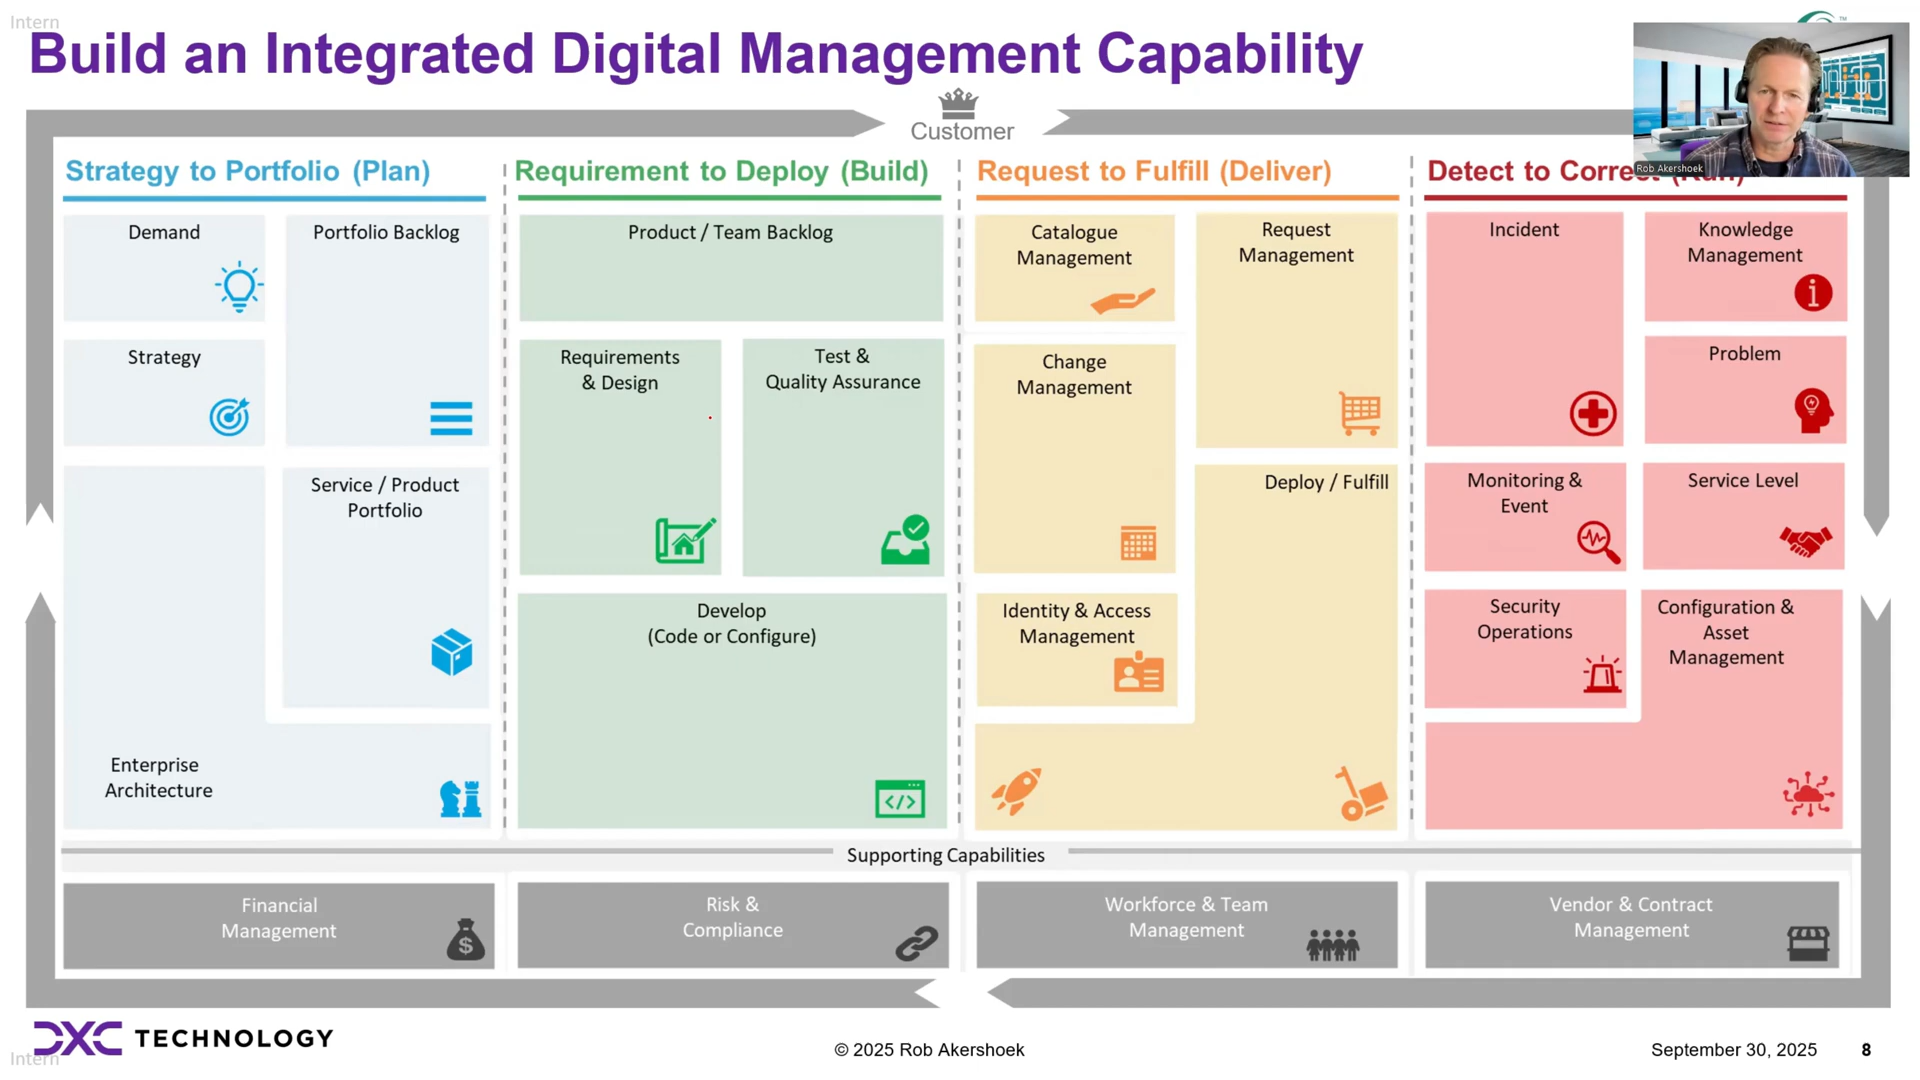 Intern
Build an Integrated Digital Management Capability
Customer
Rob Akershoek
Strategy to Portfolio (Plan)
Requirement to Deploy (Build)
Request to Fulfill (Deliver)
Detect to Correct (Run)
Demand
Portfolio Backlog
Strategy
Service / Product
Portfolio
Enterprise
Architecture
Product / Team Backlog
Requirements
& Design
Test &
Quality Assurance
Develop
(Code or Configure)
Catalogue
Management
Request
Management
Change
Management
Deploy / Fulfill
Identity & Access
Management
Incident
Knowledge
Management
Problem
Monitoring &
Event
Service Level
Security
Operations
Configuration &
Asset
Management
Supporting Capabilities
Financial
Management
Risk &
Compliance
Workforce & Team
Management
Vendor & Contract
Management
DXC TECHNOLOGY
Intern
© 2025 Rob Akershoek
September 30, 2025
8